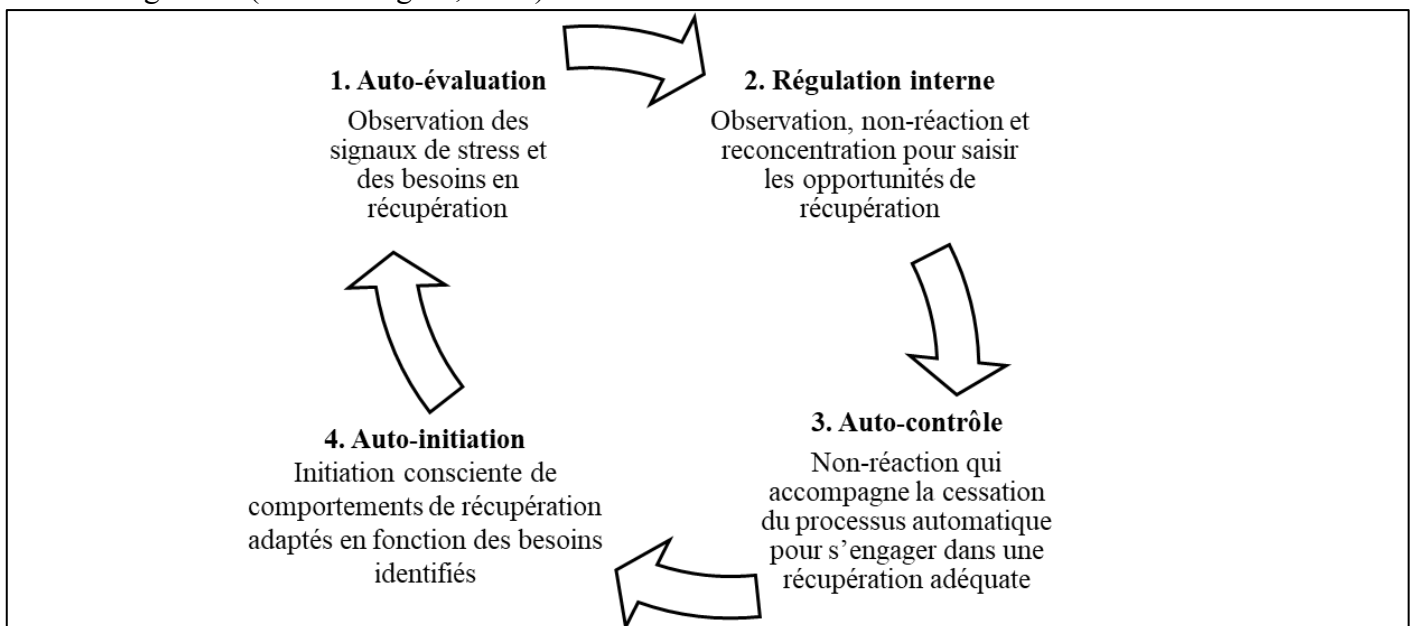 1. Auto-évaluation
Observation des
signaux de stress et
des besoins en
récupération
2. Régulation interne
Observation, non-réaction et
reconcentration pour saisir
les opportunités de
récupération
3. Auto-contrôle
Non-réaction qui
accompagne la cessation
du processus automatique
pour s’engager dans une
récupération adéquate
4. Auto-initiation
Initiation consciente de
comportements de récupération
adaptés en fonction des besoins
identifiés